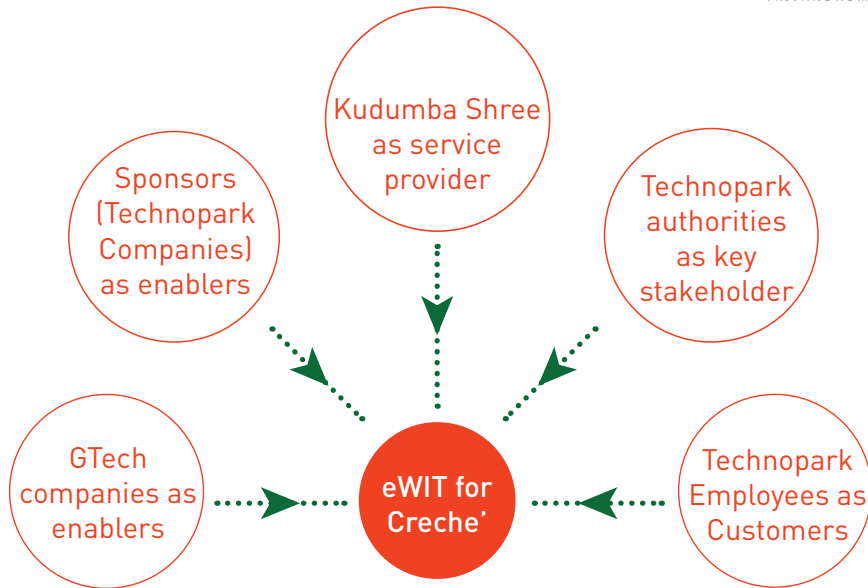 Kudumba Shree
as service
provider
Sponsors
(Technopark
Companies)
as enablers
Technopark
authorities
as key
stakeholder
GTech
companies as
enablers
eWIT for
Creche’
Technopark
Employees as
Customers